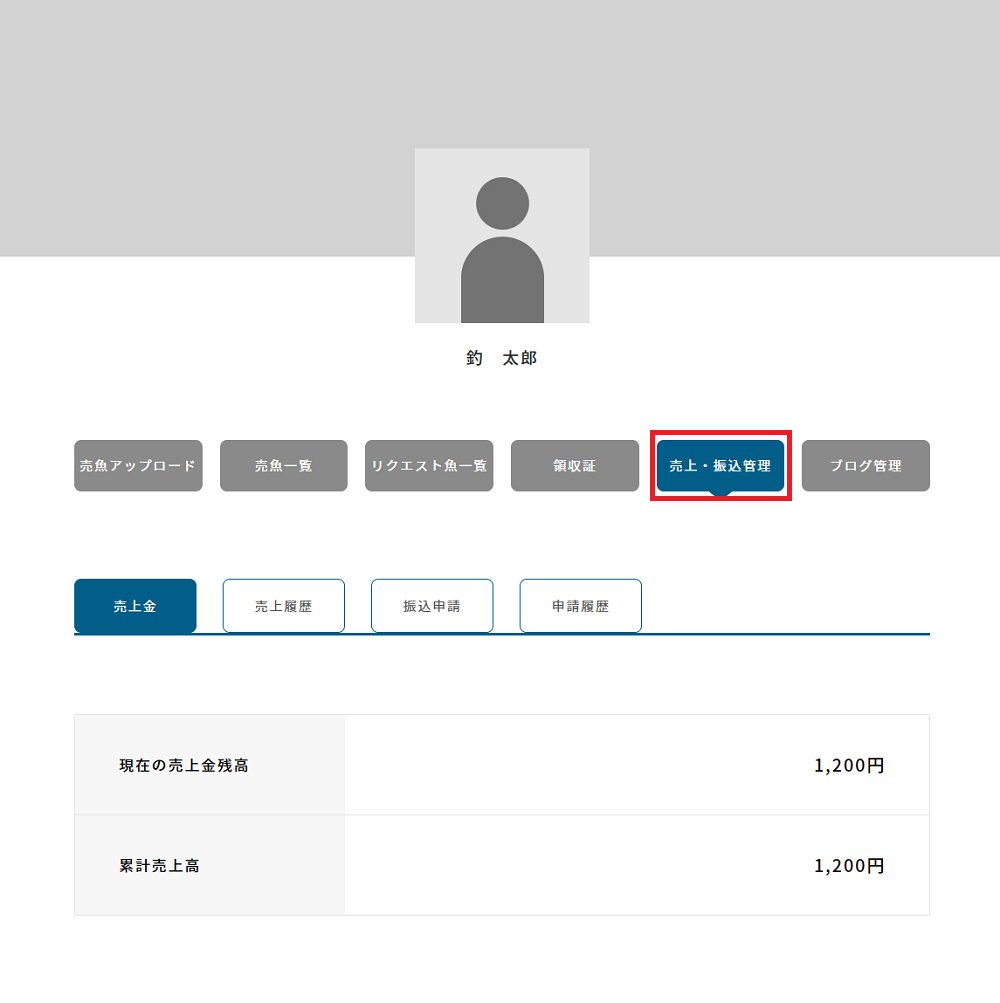 釣　太郎
売魚アップロード
売魚一覧
リクエスト魚一覧
領収証
売上・振込管理
ブログ管理
売上金
売上履歴
振込申請
申請履歴
現在の売上金残高
1,200円
累計売上高
1,200円